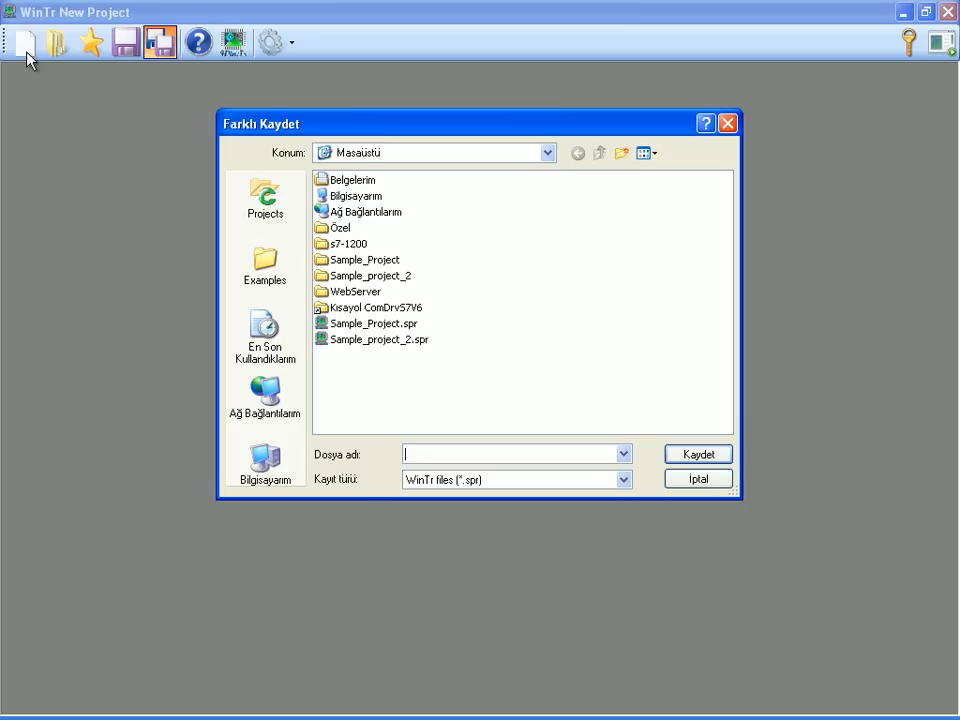 WinTr New Project
WinTr
Farklı Kaydet
Konum:
Masaüstü
Projects
Examples
En Son
Kullandıklarım
Ağ Bağlantılarım
Bilgisayarım
Belgelerim
Bilgisayarım
Ağ Bağlantılarım
Özel
s7-1200
Sample_Project
Sample_project_2
WebServer
Kısayol ComDrvS7V6
Sample_Project.spr
Sample_project_2.spr
Dosya adı:
Kaydet
Kayıt türü:
WinTr files (*.spr)
İptal